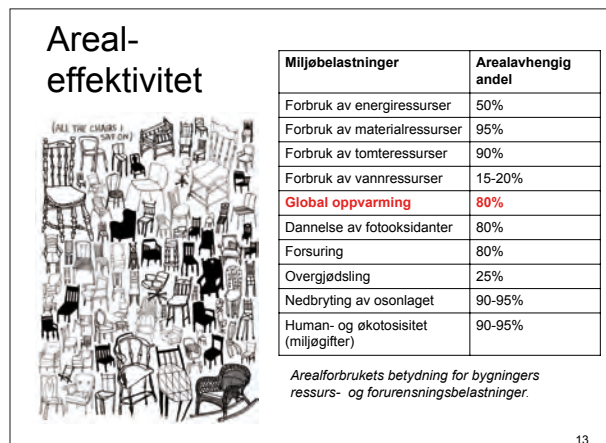 Areal-
effektivitet
(ALL THE CHAIRS I
SAT ON)
Miljøbelastninger Arealavhengig
andel
Forbruk av energiressurser 50%
Forbruk av materialressurser 95%
Forbruk av tomteressurser 90%
Forbruk av vannressurser 15-20%
Global oppvarming 80%
Dannelse av fotooksidanter 80%
Forsuring 80%
Overgjødsling 25%
Nedbryting av osonlaget 90-95%
Human- og økotosisitet 90-95%
(miljøgifter)
Arealforbrukets betydning for bygningers
ressurs- og forurensningsbelastninger.
13